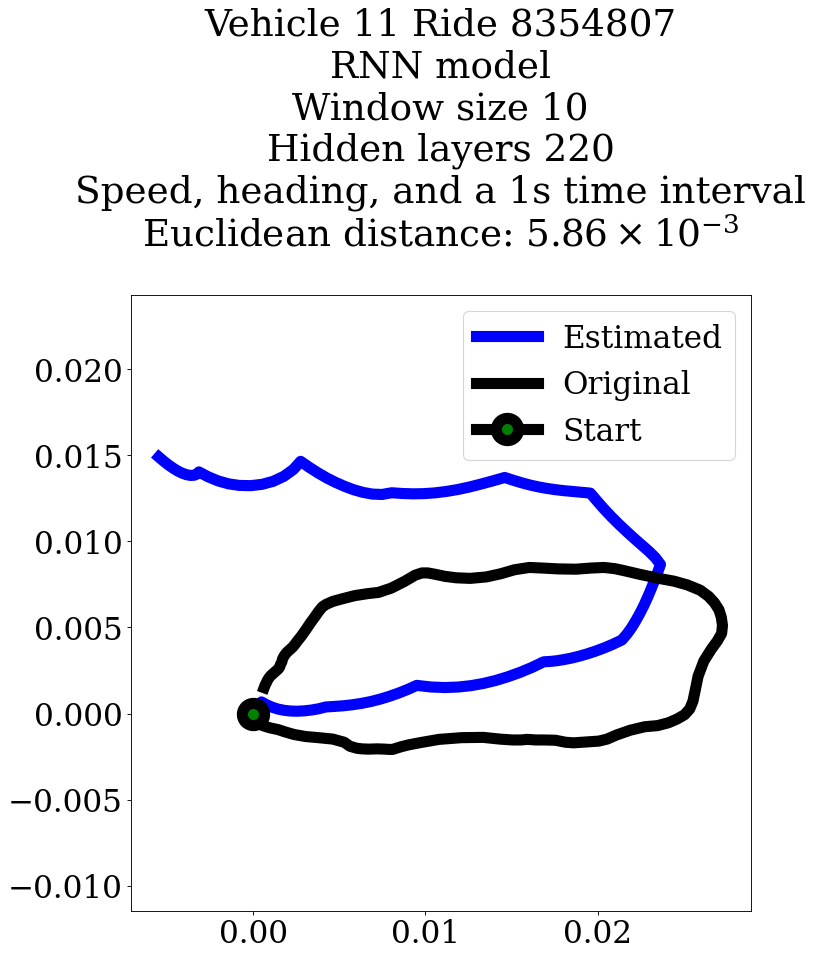 Vehicle 11 Ride 8354807
RNN model
Window size 10
Hidden layers 220
Speed, heading, and a 1s time interval
Euclidean distance: 5.86 × 10⁻³
Estimated
Original
Start
0.020
0.015
0.010
0.005
0.000
−0.005
−0.010
0.00 0.01 0.02